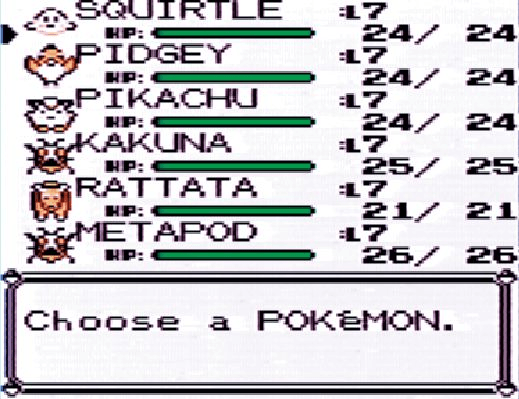 SQUIRTLE :L7
HP: 24/ 24
PIDGEY :L7
HP: 24/ 24
PIKACHU :L7
HP: 24/ 24
KAKUNA :L7
HP: 25/ 25
RATTATA :L7
HP: 21/ 21
METAPOD :L7
HP: 26/ 26
Choose a POKéMON.